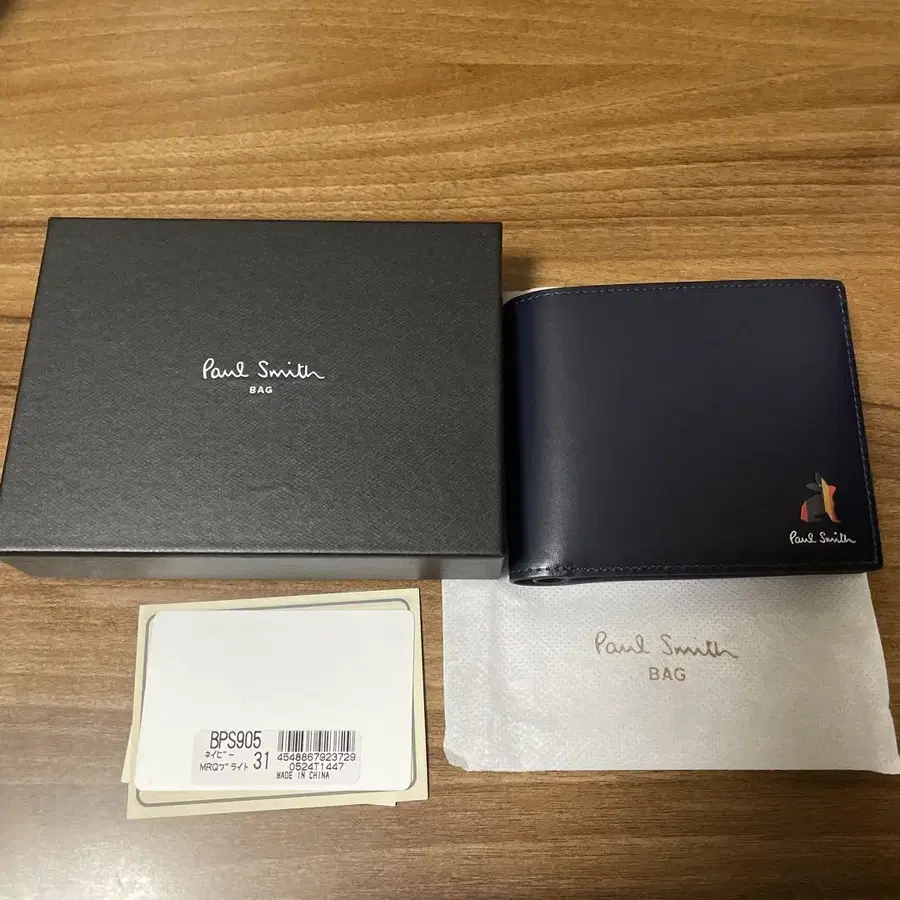 Paul Smith
BAG
Paul Smith
Paul Smith
BAG
BPS905
ネイビー
MRQブライト 31
4548867923729
0524T1447
MADE IN CHINA